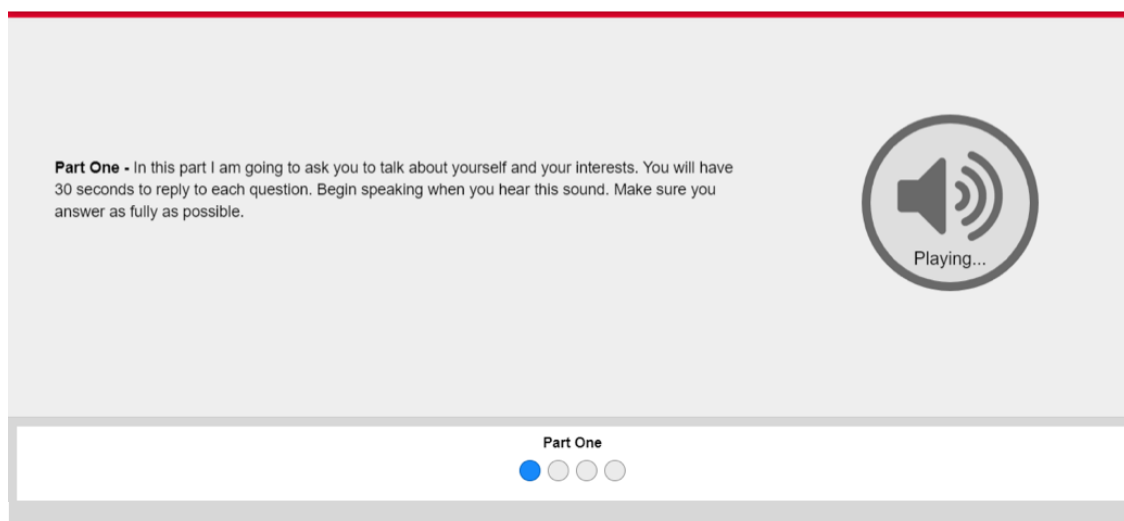 Part One - In this part I am going to ask you to talk about yourself and your interests. You will have
30 seconds to reply to each question. Begin speaking when you hear this sound. Make sure you
answer as fully as possible.
Playing...
Part One